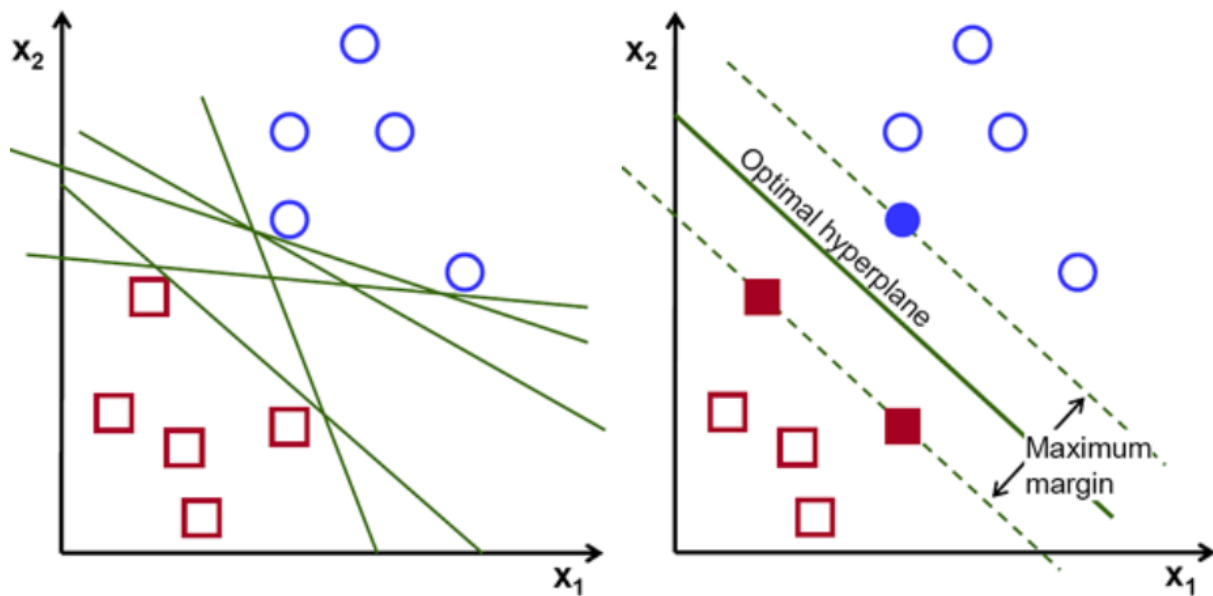 x₂
x₁
x₂
Optimal hyperplane
Maximum
margin
x₁